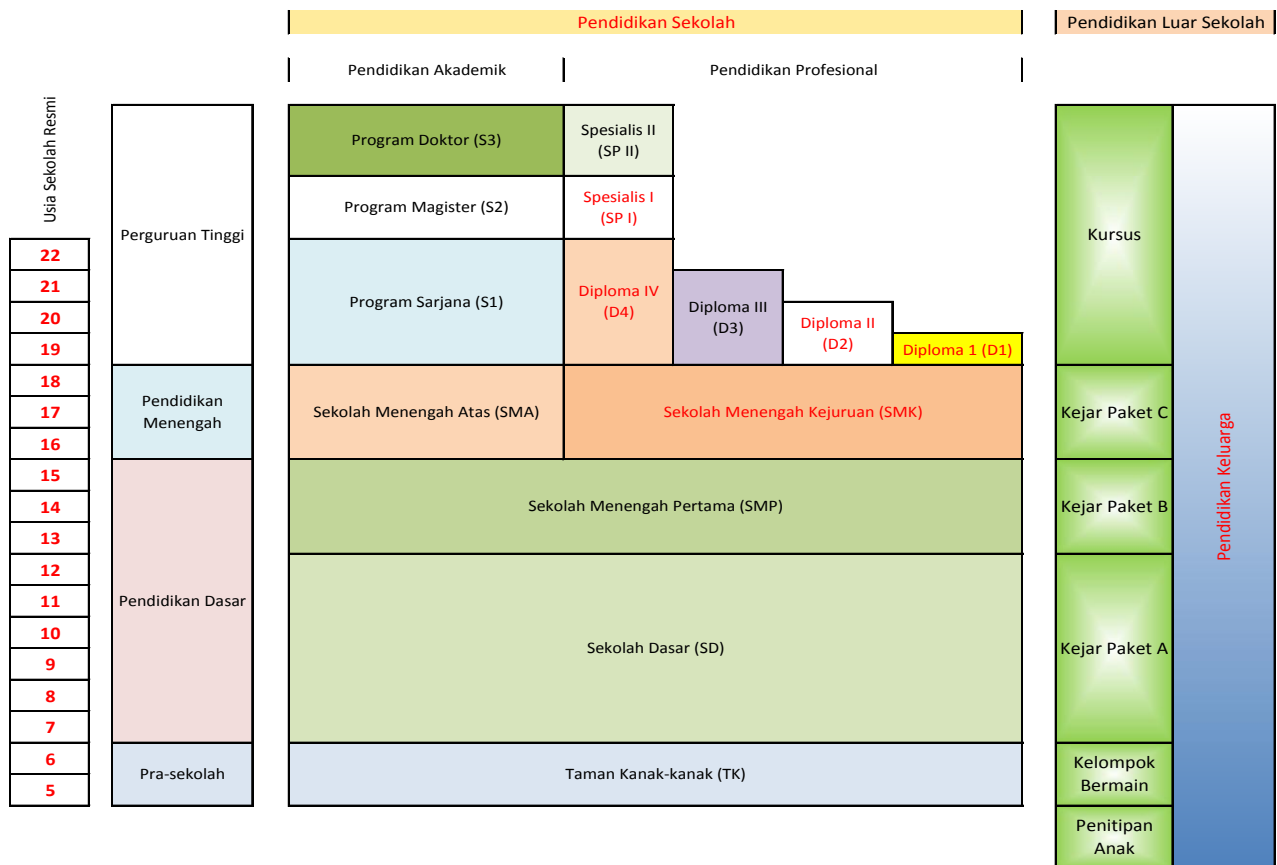 Pendidikan Sekolah
Pendidikan Luar Sekolah
Pendidikan Akademik
Pendidikan Profesional
Usia Sekolah Resmi
Perguruan Tinggi
Program Doktor (S3)
Spesialis II
(SP II)
Program Magister (S2)
Spesialis I
(SP I)
Kursus
22
21
20
19
Program Sarjana (S1)
Diploma IV
(D4)
Diploma III
(D3)
Diploma II
(D2)
Diploma 1 (D1)
18
17
16
Pendidikan
Menengah
Sekolah Menengah Atas (SMA)
Sekolah Menengah Kejuruan (SMK)
Kejar Paket C
Pendidikan Keluarga
15
14
13
Sekolah Menengah Pertama (SMP)
Kejar Paket B
12
11
10
9
8
7
Pendidikan Dasar
Sekolah Dasar (SD)
Kejar Paket A
6
5
Pra-sekolah
Taman Kanak-kanak (TK)
Kelompok
Bermain
Penitipan
Anak